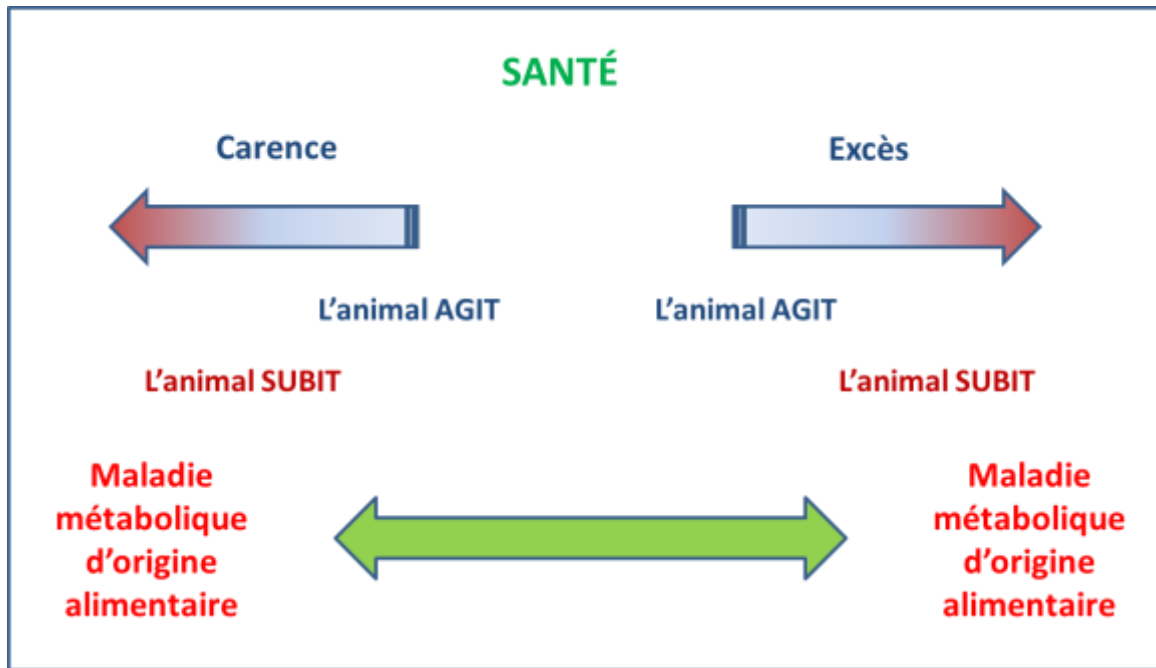 SANTÉ
Carence
Excès
L'animal AGIT
L'animal AGIT
L'animal SUBIT
L'animal SUBIT
Maladie
métabolique
d'origine
alimentaire
Maladie
métabolique
d'origine
alimentaire